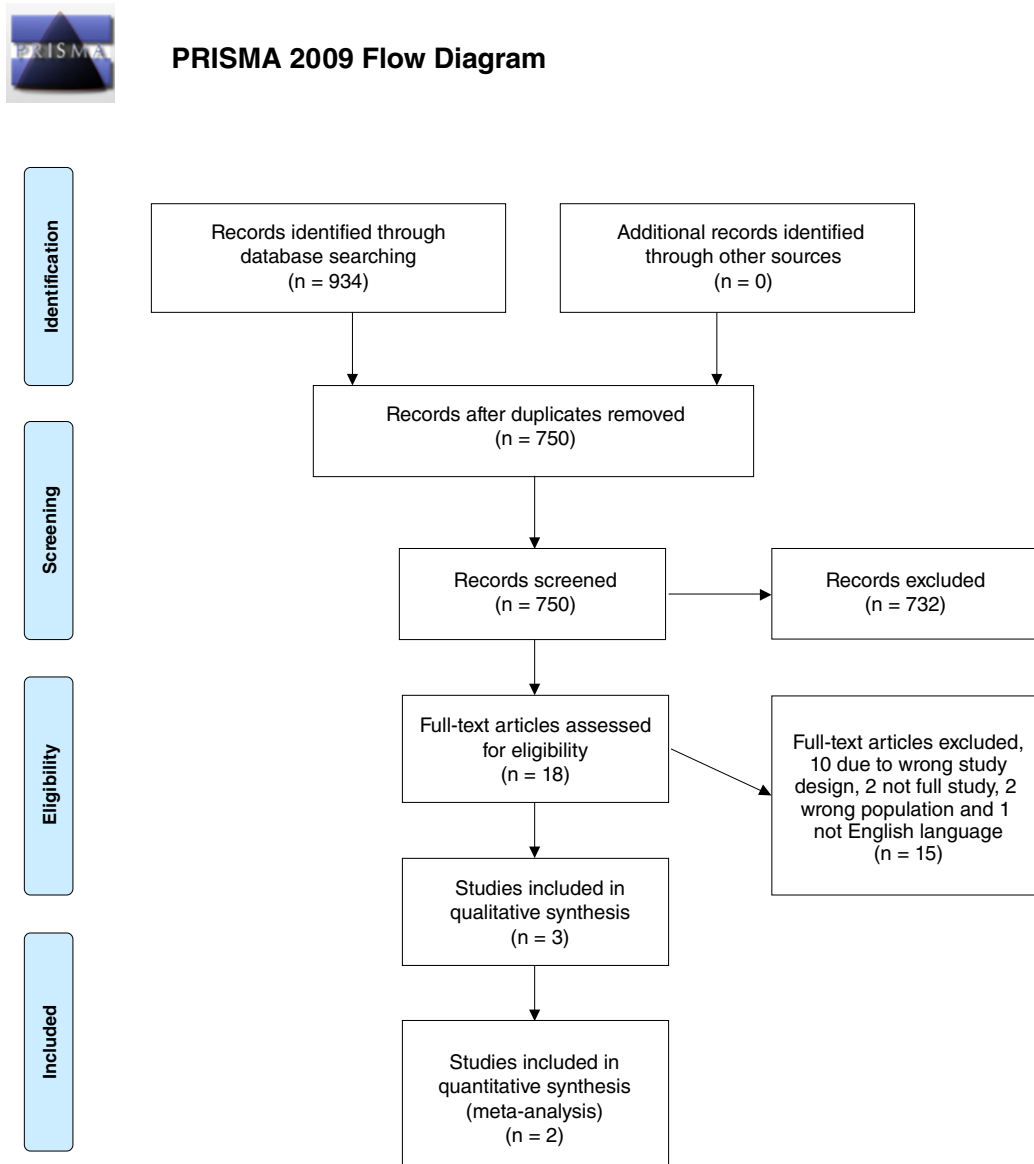 PRISMA
PRISMA 2009 Flow Diagram
Identification
Records identified through
database searching
(n = 934)
Additional records identified
through other sources
(n = 0)
Records after duplicates removed
(n = 750)
Screening
Records screened
(n = 750)
Records excluded
(n = 732)
Eligibility
Full-text articles assessed
for eligibility
(n = 18)
Full-text articles excluded,
10 due to wrong study
design, 2 not full study, 2
wrong population and 1
not English language
(n = 15)
Studies included in
qualitative synthesis
(n = 3)
Included
Studies included in
quantitative synthesis
(meta-analysis)
(n = 2)